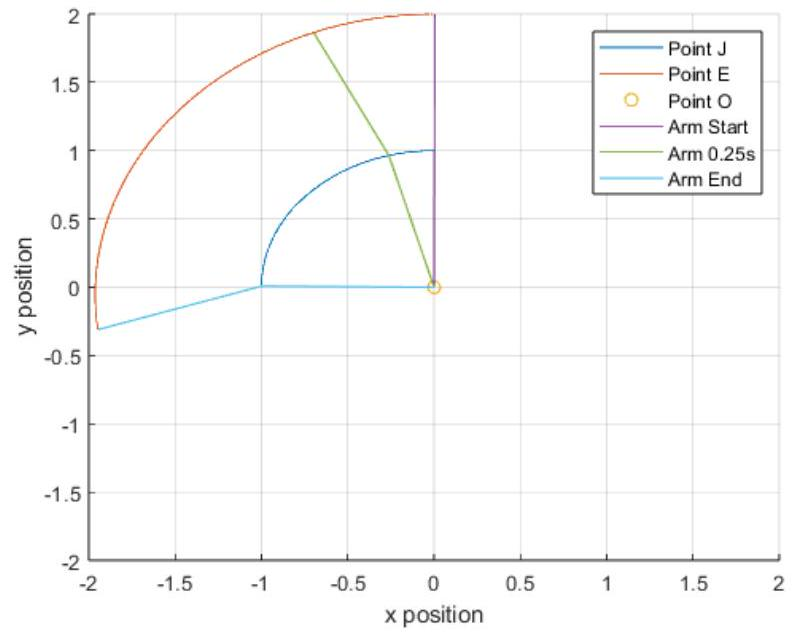 2
1.5
1
0.5
0
-0.5
-1
-1.5
-2
y position
-2
-1.5
-1
-0.5
0
0.5
1
1.5
2
x position
Point J
Point E
Point O
Arm Start
Arm 0.25s
Arm End